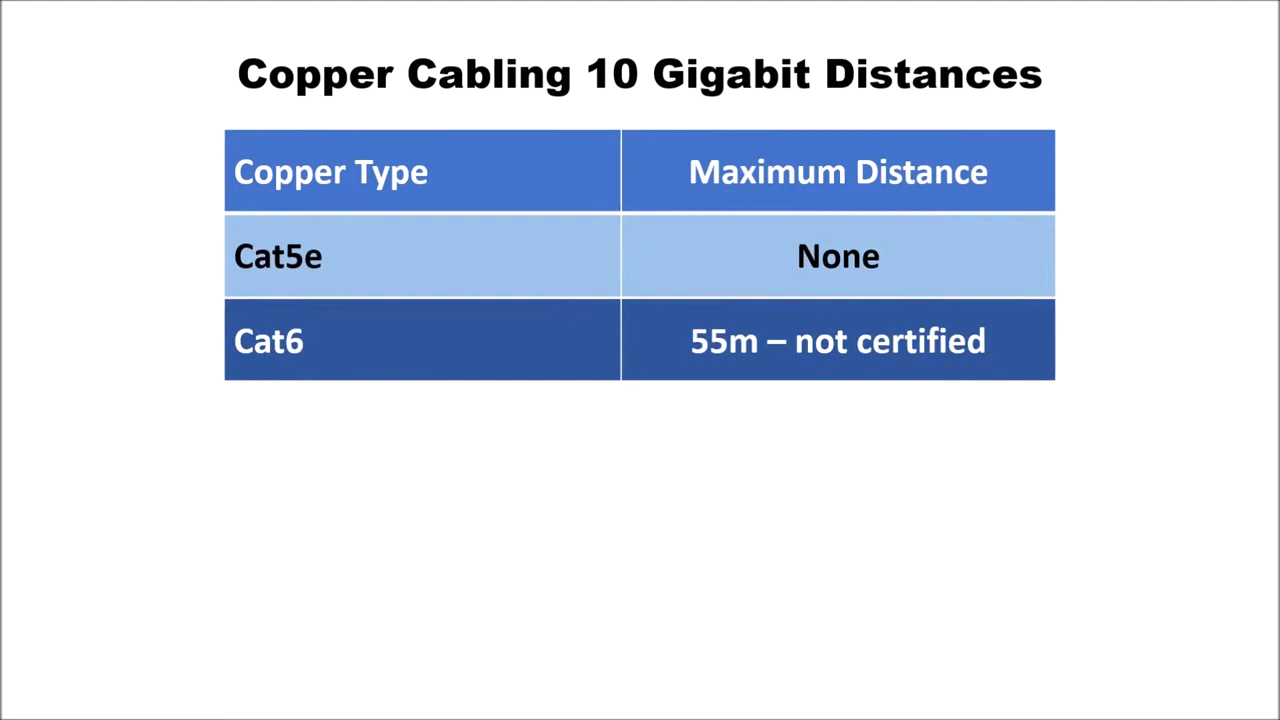 Copper Cabling 10 Gigabit Distances
Copper Type Maximum Distance
Cat5e None
Cat6 55m – not certified